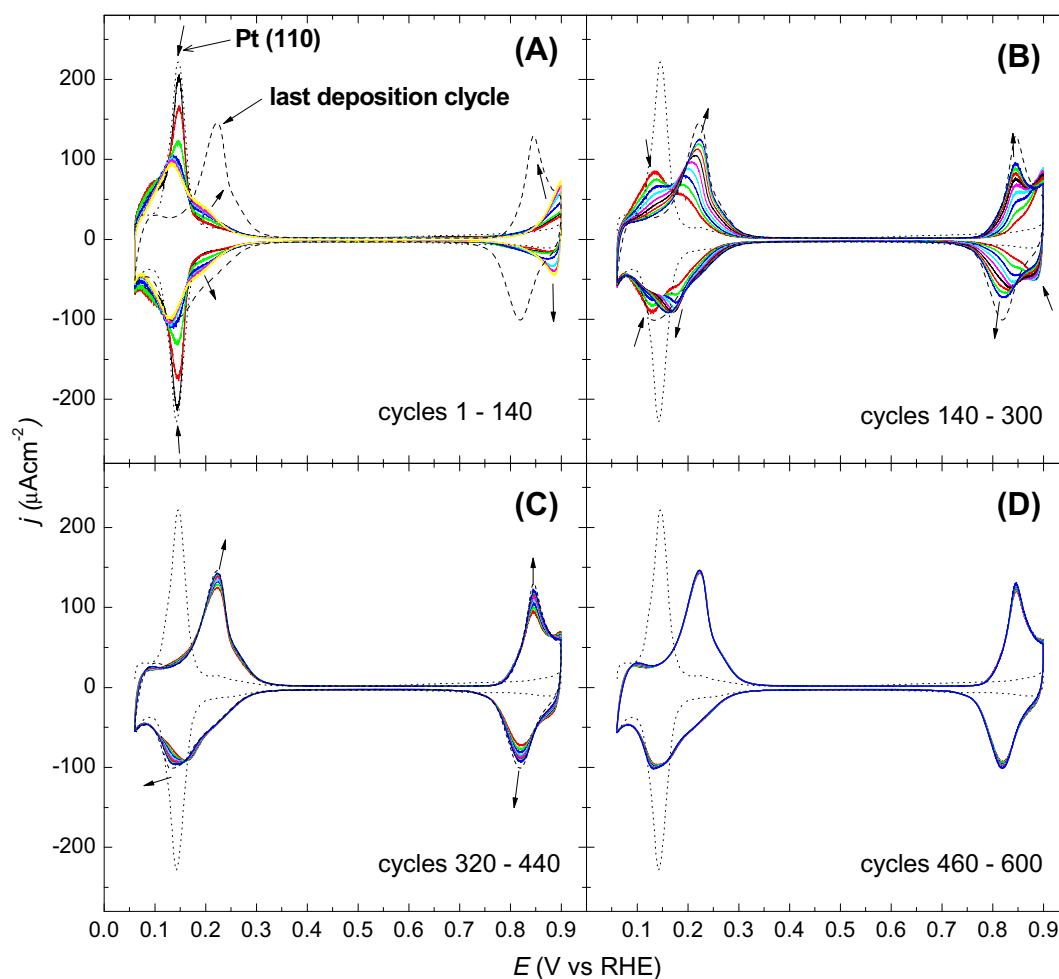 (A)
Pt (110)
last deposition clycle
cycles 1 - 140
(B)
cycles 140 - 300
200
100
0
-100
-200
j (μAcm-2)
(C)
cycles 320 - 440
(D)
cycles 460 - 600
200
100
0
-100
-200
0.0 0.1 0.2 0.3 0.4 0.5 0.6 0.7 0.8 0.9
0.1 0.2 0.3 0.4 0.5 0.6 0.7 0.8 0.9
E (V vs RHE)